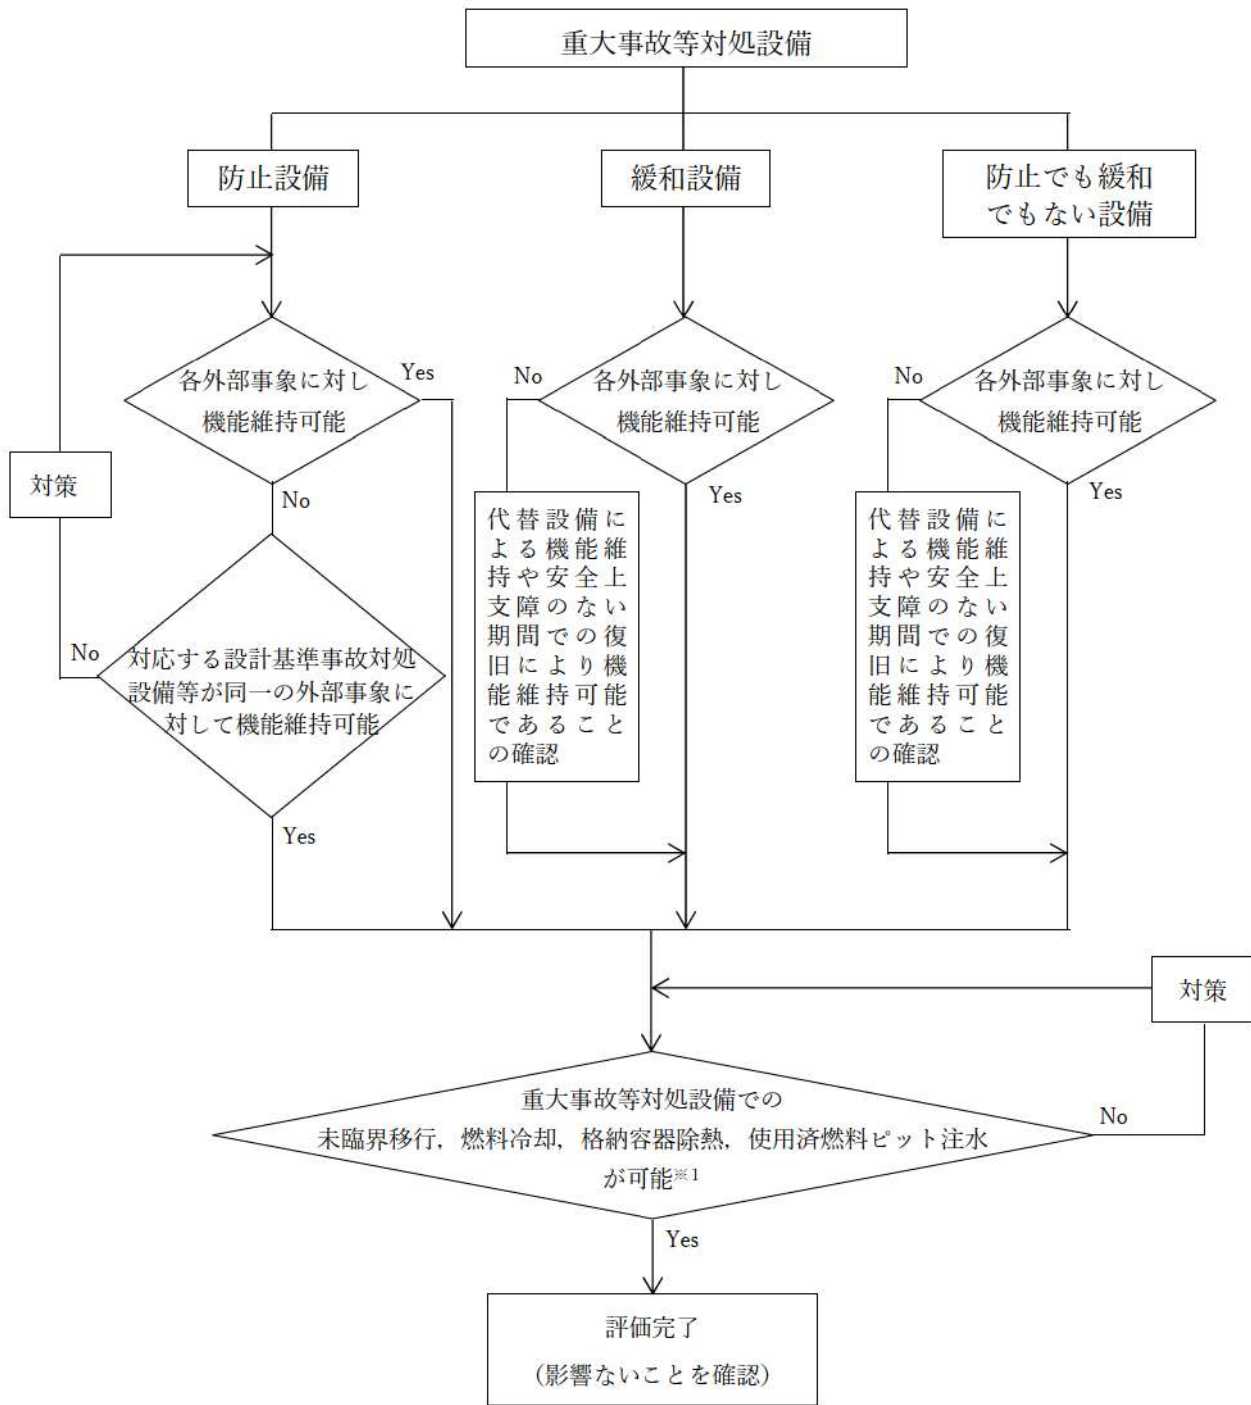 重大事故等対処設備
防止設備
緩和設備
防止でも緩和
でもない設備
各外部事象に対し
機能維持可能
Yes
No
対策
対応する設計基準事故対処
設備等が同一の外部事象に
対して機能維持可能
No
Yes
各外部事象に対し
機能維持可能
No
Yes
代替設備に
よる機能維
持や安全上
支障のない
期間での復
旧により機
能維持可能
であること
の確認
各外部事象に対し
機能維持可能
No
Yes
代替設備に
よる機能維
持や安全上
支障のない
期間での復
旧により機
能維持可能
であること
の確認
対策
重大事故等対処設備での
未臨界移行，燃料冷却，格納容器除熱，使用済燃料ピット注水
が可能※1
No
Yes
評価完了
（影響ないことを確認）